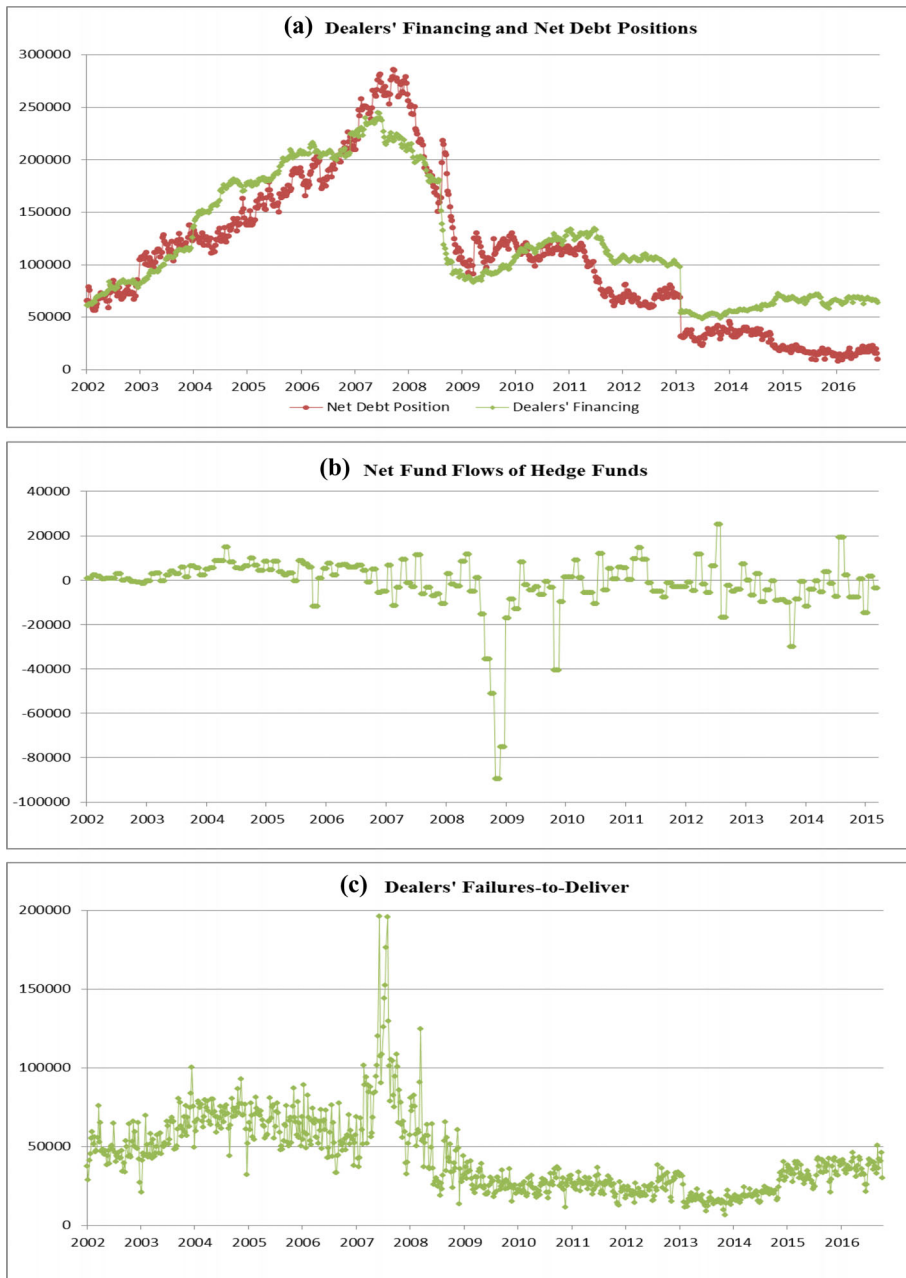 (a) Dealers' Financing and Net Debt Positions
300000
250000
200000
150000
100000
50000
0
2002 2003 2004 2005 2006 2007 2008 2009 2010 2011 2012 2013 2014 2015 2016
Net Debt Position Dealers' Financing
(b) Net Fund Flows of Hedge Funds
40000
20000
0
-20000
-40000
-60000
-80000
-100000
2002 2003 2004 2005 2006 2007 2008 2009 2010 2011 2012 2013 2014 2015
(c) Dealers' Failures-to-Deliver
200000
150000
100000
50000
0
2002 2003 2004 2005 2006 2007 2008 2009 2010 2011 2012 2013 2014 2015 2016